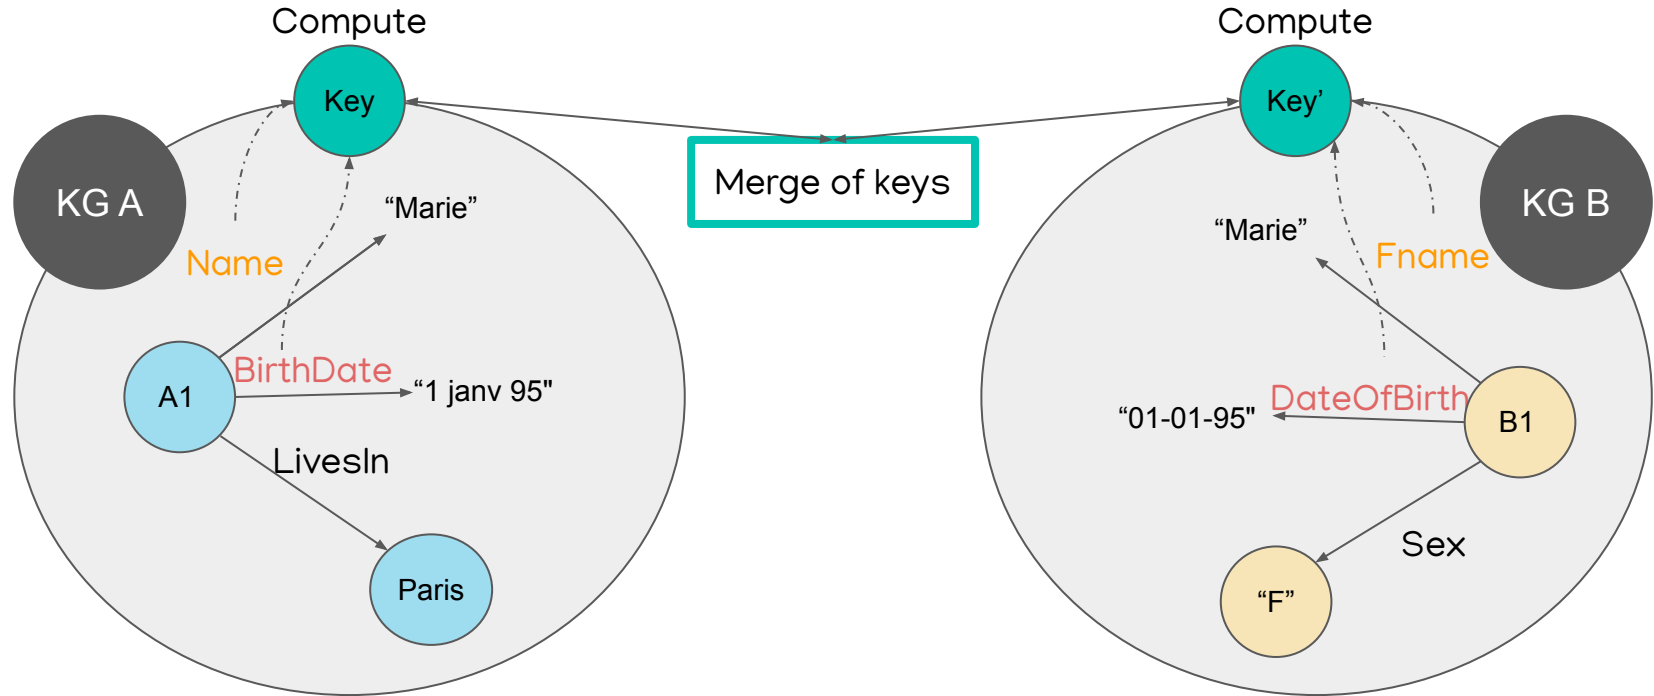 Compute
Compute
Key
Key’
Merge of keys
KG A
KG B
“Marie”
“Marie”
Name
Fname
BirthDate
“1 janv 95"
A1
DateOfBirth
“01-01-95"
B1
LivesIn
Sex
Paris
“F”